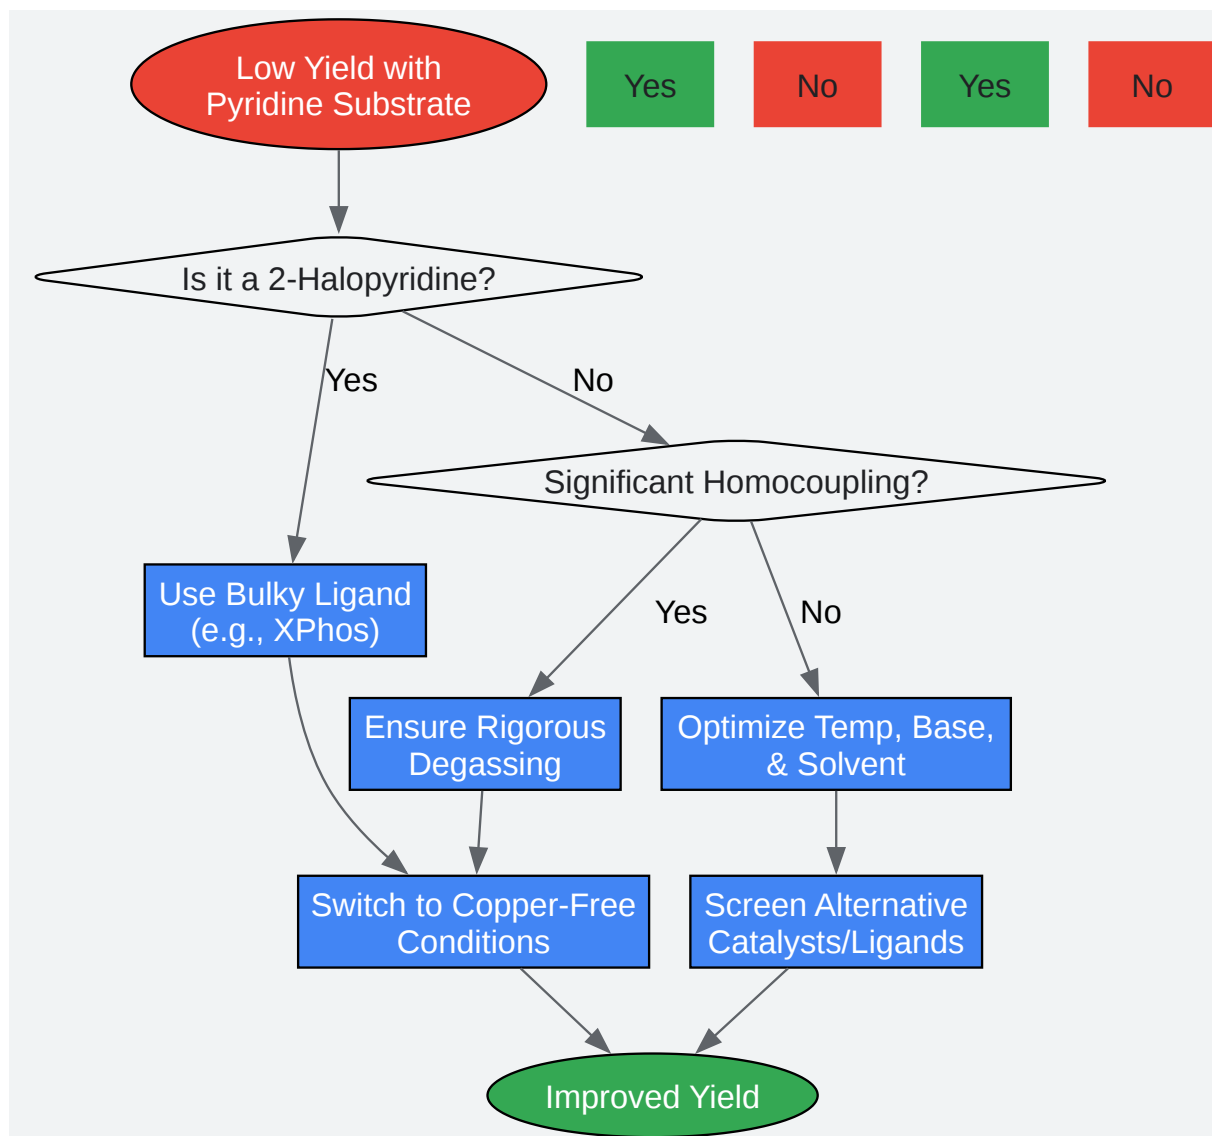 Low Yield with
Pyridine Substrate
Yes
No
Yes
No
Is it a 2-Halopyridine?
Yes
No
Significant Homocoupling?
Use Bulky Ligand
(e.g., XPhos)
Yes
No
Ensure Rigorous
Degassing
Optimize Temp, Base,
& Solvent
Switch to Copper-Free
Conditions
Screen Alternative
Catalysts/Ligands
Improved Yield